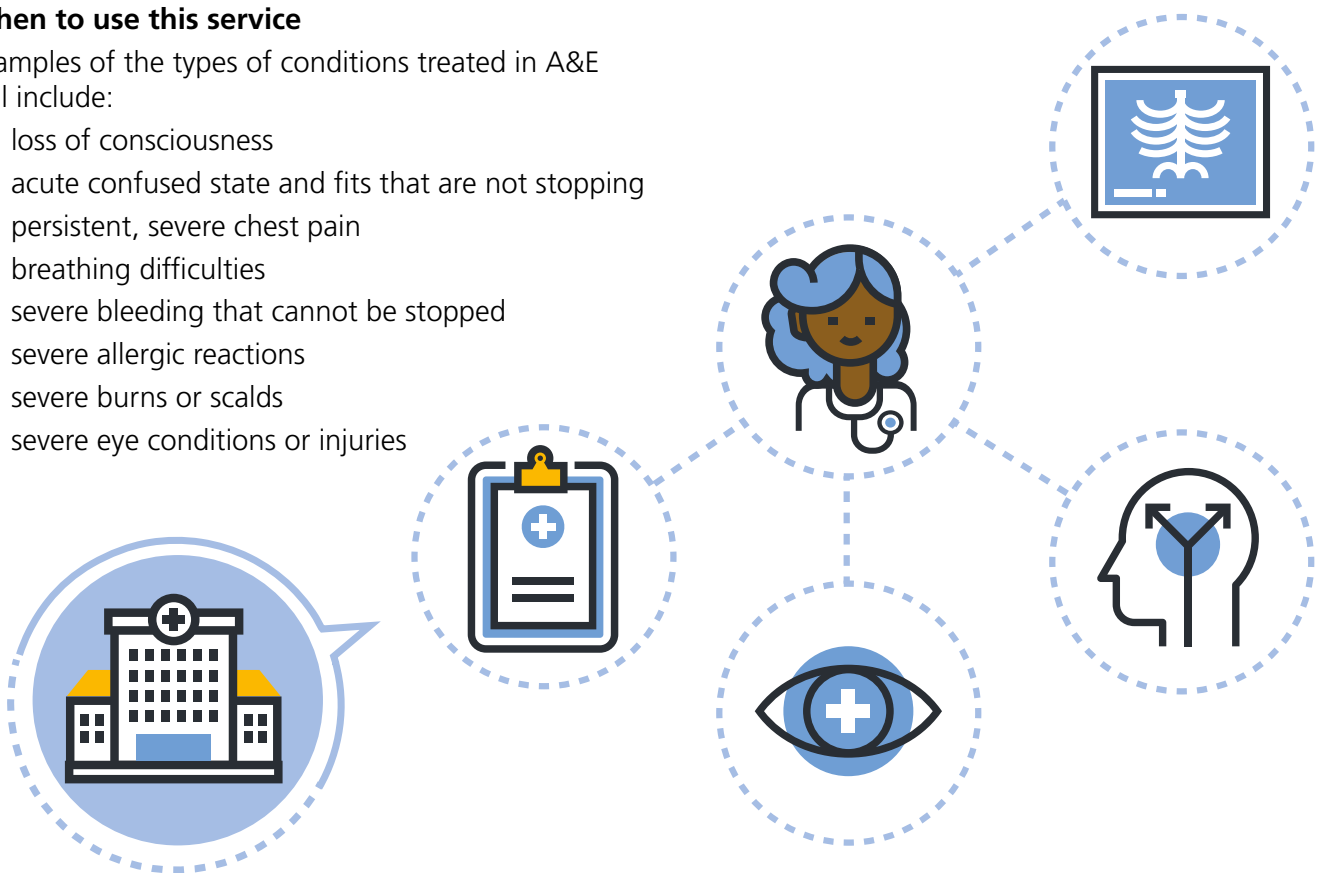 hen to use this service
amples of the types of conditions treated in A&E
l include:
loss of consciousness
acute confused state and fits that are not stopping
persistent, severe chest pain
breathing difficulties
severe bleeding that cannot be stopped
severe allergic reactions
severe burns or scalds
severe eye conditions or injuries